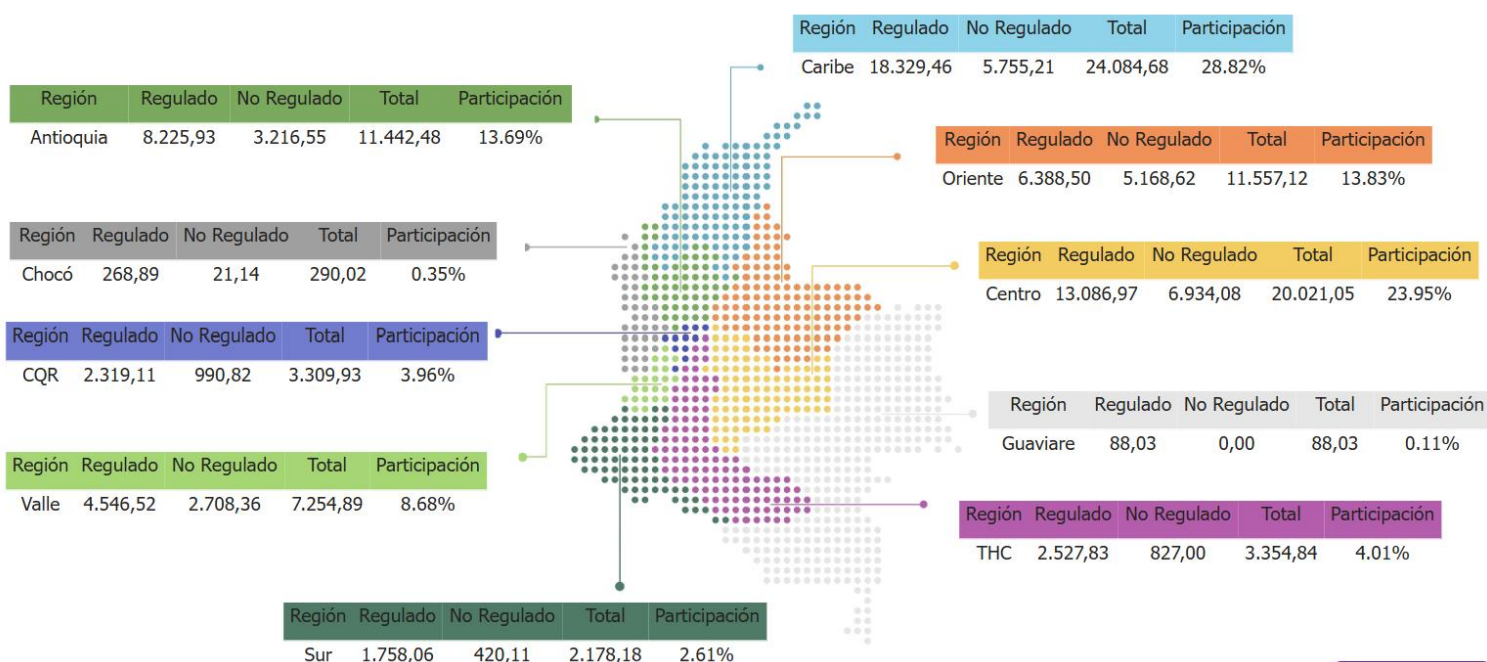 Región Regulado No Regulado Total Participación
Caribe 18.329,46 5.755,21 24.084,68 28.82%
Región Regulado No Regulado Total Participación
Antioquia 8.225,93 3.216,55 11.442,48 13.69%
Región Regulado No Regulado Total Participación
Oriente 6.388,50 5.168,62 11.557,12 13.83%
Región Regulado No Regulado Total Participación
Chocó 268,89 21,14 290,02 0.35%
Región Regulado No Regulado Total Participación
Centro 13.086,97 6.934,08 20.021,05 23.95%
Región Regulado No Regulado Total Participación
CQR 2.319,11 990,82 3.309,93 3.96%
Región Regulado No Regulado Total Participación
Guaviare 88,03 0,00 88,03 0.11%
Región Regulado No Regulado Total Participación
Valle 4.546,52 2.708,36 7.254,89 8.68%
Región Regulado No Regulado Total Participación
THC 2.527,83 827,00 3.354,84 4.01%
Región Regulado No Regulado Total Participación
Sur 1.758,06 420,11 2.178,18 2.61%